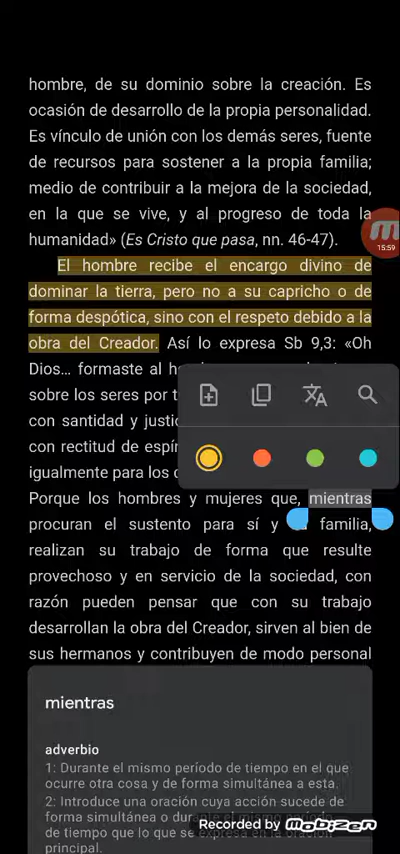 hombre, de su dominio sobre la creación. Es
ocasión de desarrollo de la propia personalidad.
Es vínculo de unión con los demás seres, fuente
de recursos para sostener a la propia familia;
medio de contribuir a la mejora de la sociedad,
en la que se vive, y al progreso de toda la
humanidad» (Es Cristo que pasa, nn. 46-47).
15:59
El hombre recibe el encargo divino de
dominar la tierra, pero no a su capricho o de
forma despótica, sino con el respeto debido a la
obra del Creador. Así lo expresa Sb 9,3: «Oh
Dios... formaste al
sobre los seres por
con santidad y
con rectitud de
igualmente para los
Porque los hombres y mujeres que, mientras
procuran el sustento para sí y familia,
realizan su trabajo de forma que resulte
provechoso y en servicio de la sociedad, con
razón pueden pensar que con su trabajo
desarrollan la obra del Creador, sirven al bien de
sus hermanos y contribuyen de modo personal
mientras
adverbio
1: Durante el mismo período de tiempo en el que
ocurre otra cosa y de forma simultánea a esta.
2: Introduce una oración cuya acción sucede de
forma simultánea o durante el mismo período
de tiempo que lo que se expresa en la oración
principal.
Recorded by Mobizen